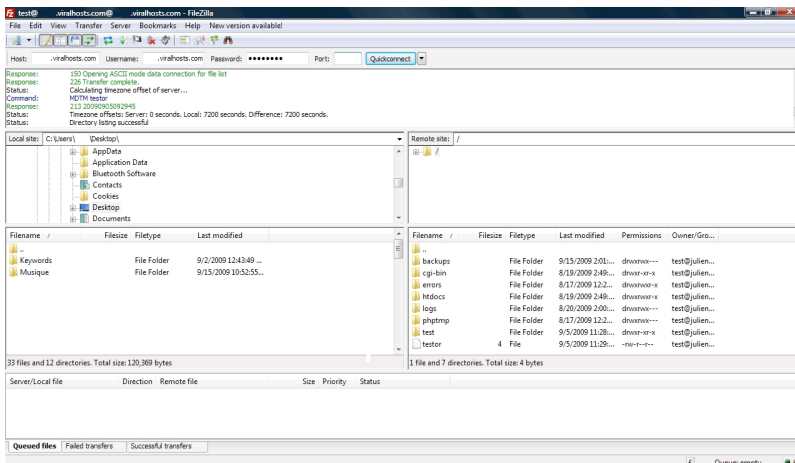 test@ .viralhosts.com@ .viralhosts.com - FileZilla
File Edit View Transfer Server Bookmarks Help New version available!
Host: .viralhosts.com Username: .viralhosts.com Password: ●●●●●●●● Port: Quickconnect
Response: 150 Opening ASCII mode data connection for file list
Response: 226 Transfer complete.
Status: Calculating timezone offset of server...
Command: MDTM testor
Response: 213 20090905092945
Status: Timezone offsets: Server: 0 seconds. Local: 7200 seconds. Difference: 7200 seconds.
Status: Directory listing successful
Local site: C:\Users\ \Desktop\
AppData
Application Data
Bluetooth Software
Contacts
Cookies
Desktop
Documents
Remote site: /
/
Filename / Filesize Filetype Last modified
..
Keywords File Folder 9/2/2009 12:43:49 ...
Musique File Folder 9/15/2009 10:52:55...
33 files and 12 directories. Total size: 120,369 bytes
Filename / Filesize Filetype Last modified Permissions Owner/Gro...
..
backups File Folder 9/15/2009 2:01:... drwxrwx--- test@julien...
cgi-bin File Folder 8/19/2009 2:49:... drwxr-xr-x test@julien...
errors File Folder 8/17/2009 12:2... drwxrwxr-x test@julien...
htdocs File Folder 8/19/2009 2:49:... drwxrwxr-x test@julien...
logs File Folder 8/20/2009 2:00:... drwxrwx--- test@julien...
phptmp File Folder 8/17/2009 12:2... drwxrwx--- test@julien...
test File Folder 9/5/2009 11:28:... drwxr-xr-x test@julien...
testor 4 File 9/5/2009 11:29:... -rw-r--r-- test@julien...
1 file and 7 directories. Total size: 4 bytes
Server/Local file Direction Remote file Size Priority Status
Queued files Failed transfers Successful transfers
Queue: empty